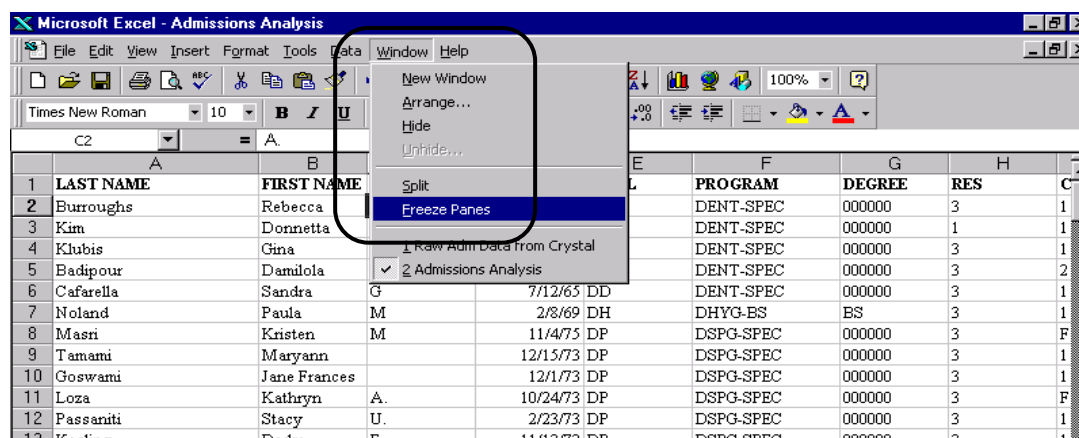 Microsoft Excel - Admissions Analysis
File Edit View Insert Format Tools Data Window Help
ABC 100%
Times New Roman 10 B I U A
C2 = A.
New Window
Arrange...
Hide
Unhide...
Split
Freeze Panes
1 Raw Adm Data from Crystal
2 Admissions Analysis
A B E F G H
1 LAST NAME FIRST NAME PROGRAM DEGREE RES
2 Burroughs Rebecca DENT-SPEC 000000 3 1
3 Kim Donnetta DENT-SPEC 000000 1 1
4 Klubis Gina DENT-SPEC 000000 3 1
5 Badipour Damilola DENT-SPEC 000000 3 2
6 Cafarella Sandra G 7/12/65 DD DENT-SPEC 000000 3 1
7 Noland Paula M 2/8/69 DH DHYG-BS BS 3 1
8 Masri Kristen M 11/4/75 DP DSPG-SPEC 000000 3 F
9 Tamami Maryann 12/15/73 DP DSPG-SPEC 000000 3 1
10 Goswami Jane Frances 12/1/73 DP DSPG-SPEC 000000 3 1
11 Loza Kathryn A. 10/24/73 DP DSPG-SPEC 000000 3 F
12 Passaniti Stacy U. 2/23/73 DP DSPG-SPEC 000000 3 1